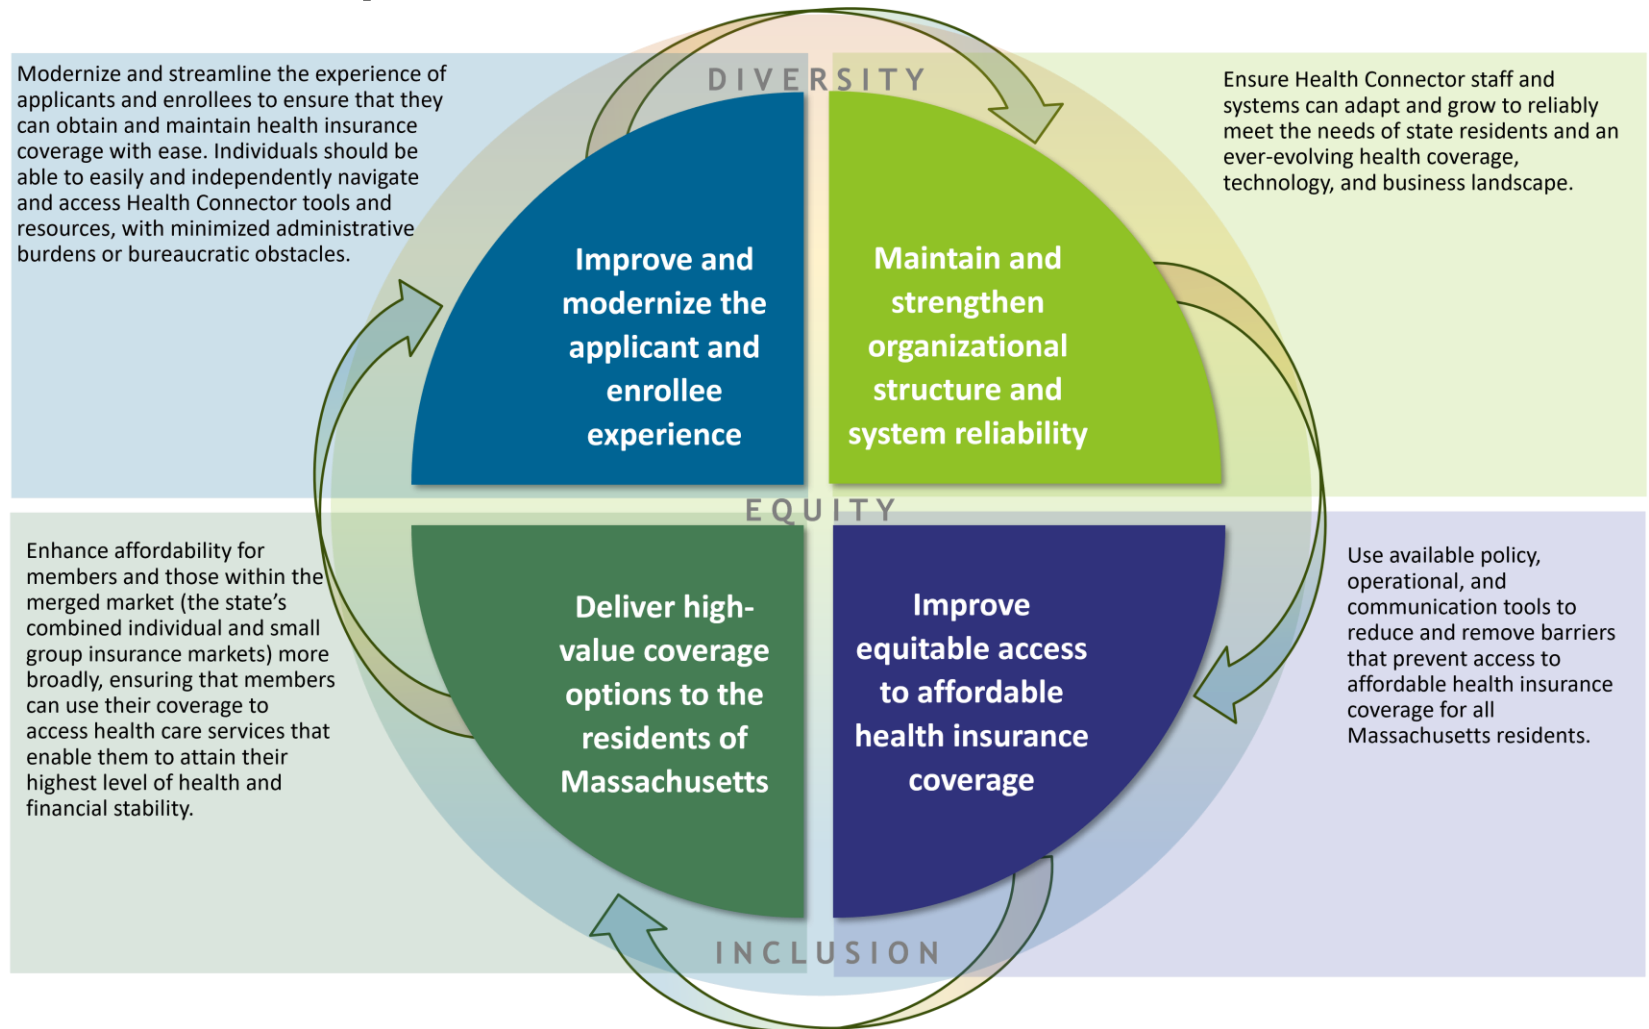 DIVERSITY
Modernize and streamline the experience of
applicants and enrollees to ensure that they
can obtain and maintain health insurance
coverage with ease. Individuals should be
able to easily and independently navigate
and access Health Connector tools and
resources, with minimized administrative
burdens or bureaucratic obstacles.
Improve and
modernize the
applicant and
enrollee
experience
Maintain and
strengthen
organizational
structure and
system reliability
Ensure Health Connector staff and
systems can adapt and grow to reliably
meet the needs of state residents and an
ever-evolving health coverage,
technology, and business landscape.
EQUITY
Enhance affordability for
members and those within the
merged market (the state’s
combined individual and small
group insurance markets) more
broadly, ensuring that members
can use their coverage to
access health care services that
enable them to attain their
highest level of health and
financial stability.
Deliver high-
value coverage
options to the
residents of
Massachusetts
Improve
equitable access
to affordable
health insurance
coverage
Use available policy,
operational, and
communication tools to
reduce and remove barriers
that prevent access to
affordable health insurance
coverage for all
Massachusetts residents.
INCLUSION